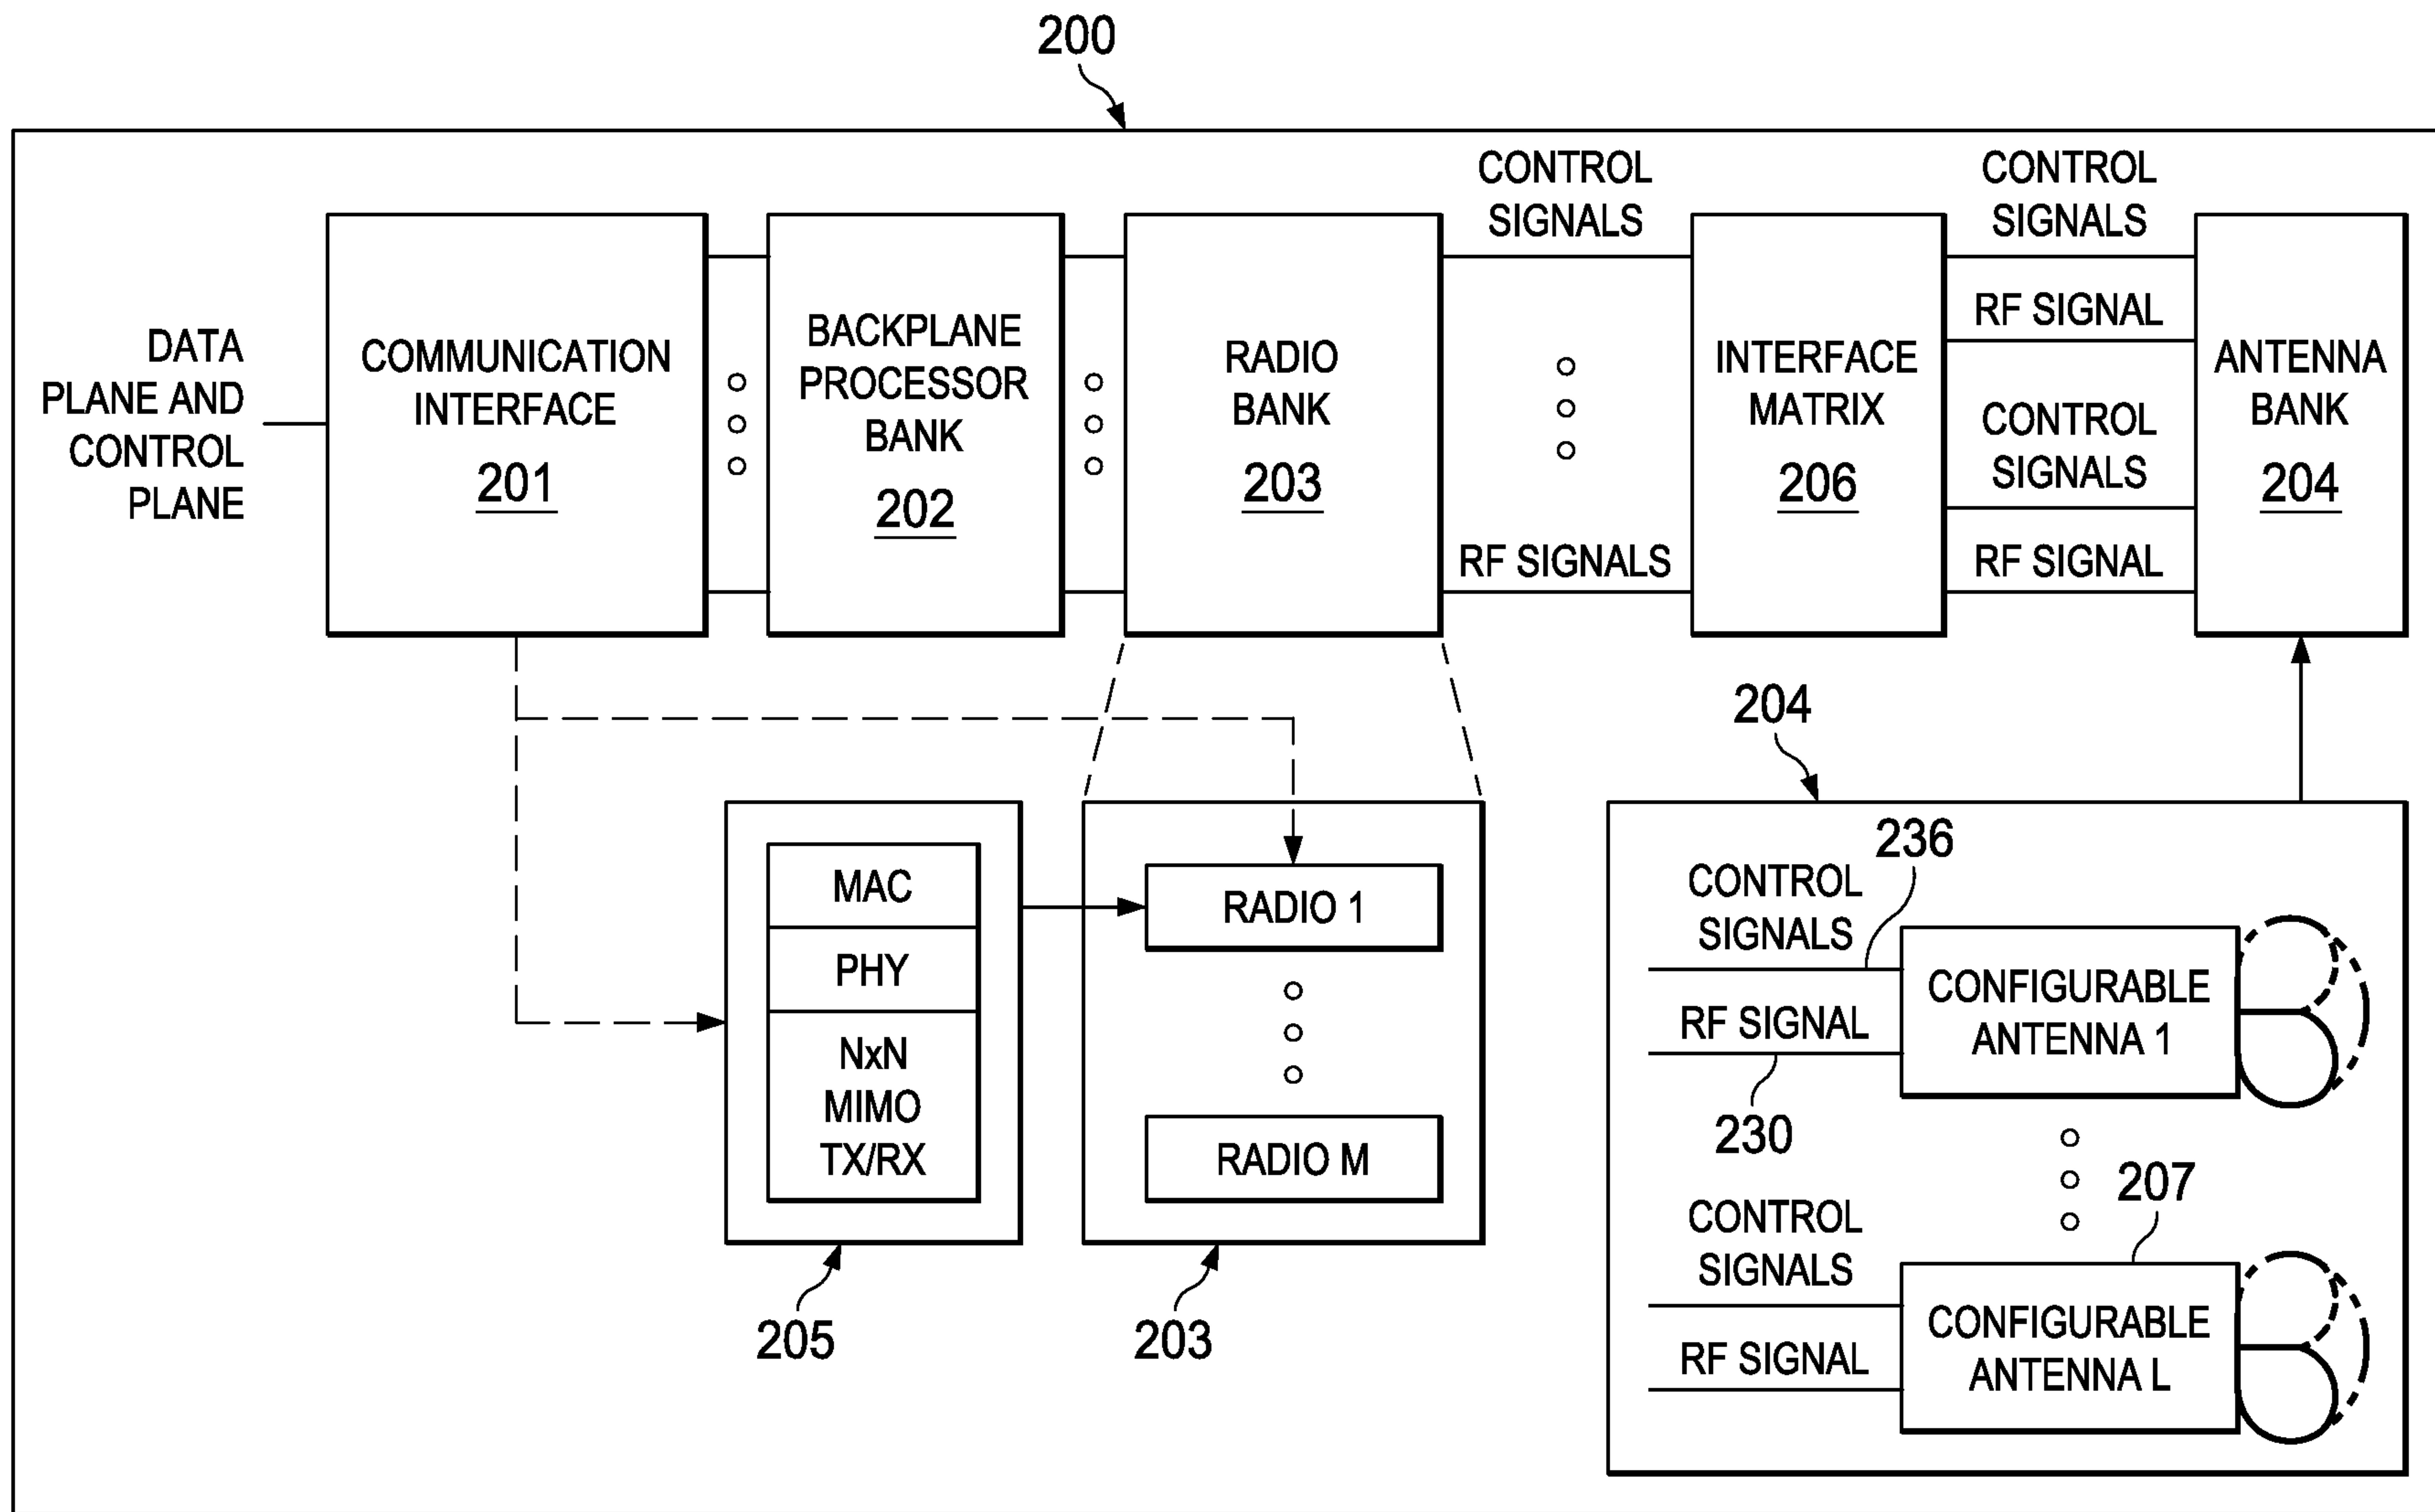 200
CONTROL
SIGNALS
CONTROL
SIGNALS
DATA
PLANE AND
CONTROL
PLANE
COMMUNICATION
INTERFACE
201
BACKPLANE
PROCESSOR
BANK
202
RADIO
BANK
203
RF SIGNALS
INTERFACE
MATRIX
206
RF SIGNAL
CONTROL
SIGNALS
RF SIGNAL
ANTENNA
BANK
204
MAC
PHY
NxN
MIMO
TX/RX
205
RADIO 1
RADIO M
203
204
236
CONTROL
SIGNALS
RF SIGNAL
230
CONFIGURABLE
ANTENNA 1
207
CONTROL
SIGNALS
RF SIGNAL
CONFIGURABLE
ANTENNA L